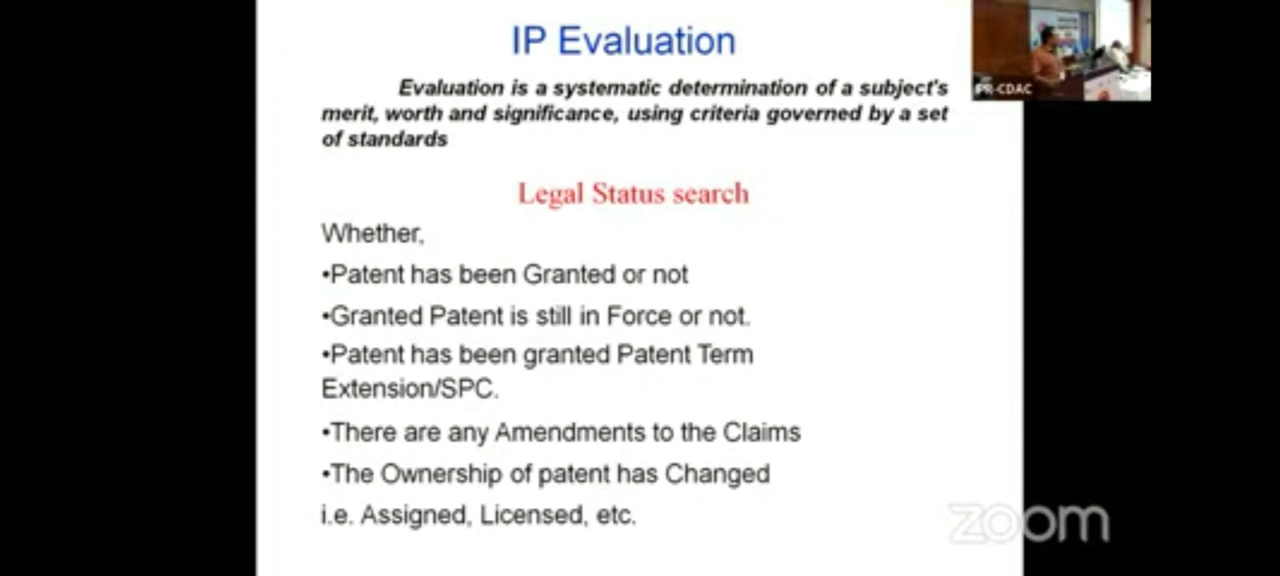 IP Evaluation
Evaluation is a systematic determination of a subject's
merit, worth and significance, using criteria governed by a set
of standards
Legal Status search
Whether,
•Patent has been Granted or not
•Granted Patent is still in Force or not.
•Patent has been granted Patent Term
Extension/SPC.
•There are any Amendments to the Claims
•The Ownership of patent has Changed
i.e. Assigned, Licensed, etc.
IPR-CDAC
zoom